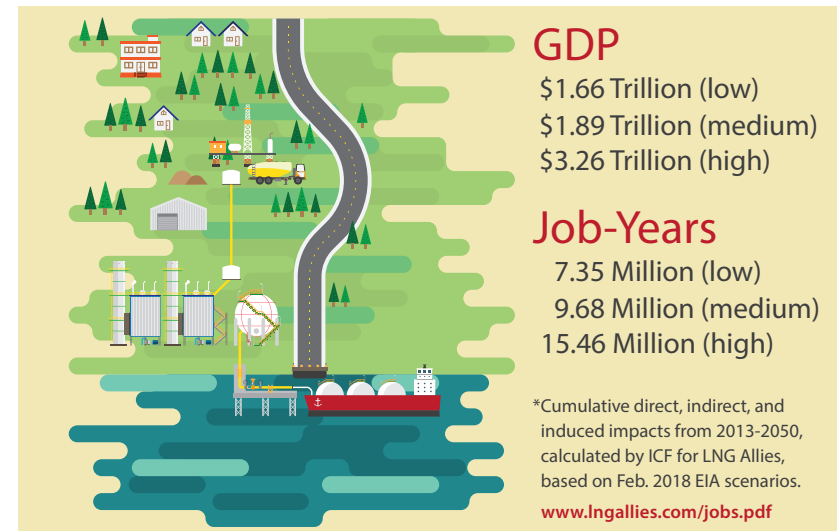 GDP
$1.66 Trillion (low)
$1.89 Trillion (medium)
$3.26 Trillion (high)
Job-Years
7.35 Million (low)
9.68 Million (medium)
15.46 Million (high)
*Cumulative direct, indirect, and
induced impacts from 2013-2050,
calculated by ICF for LNG Allies,
based on Feb. 2018 EIA scenarios.
www.lngallies.com/jobs.pdf